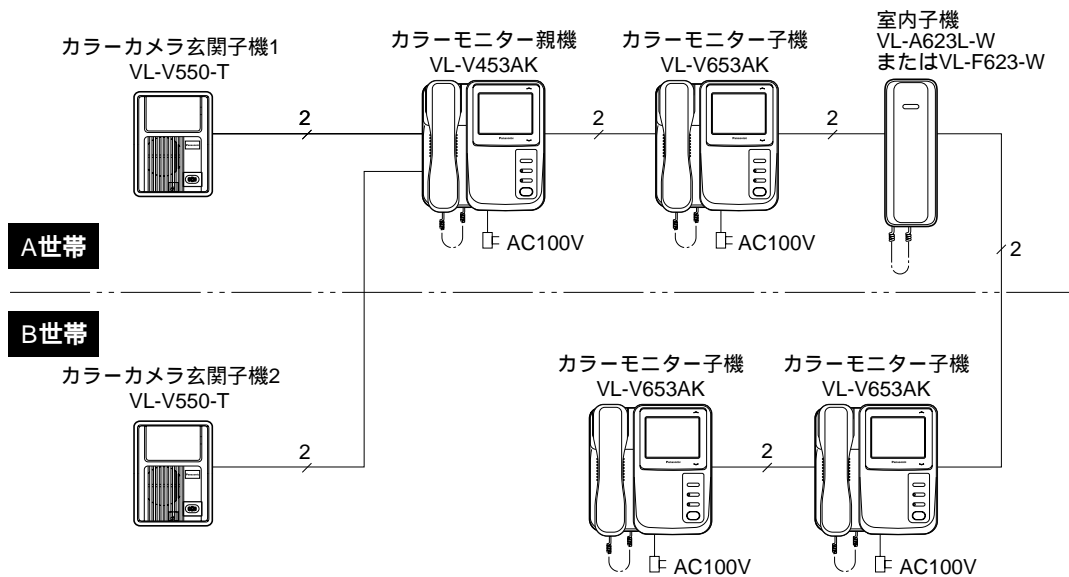 カラーカメラ玄関子機1
VL-V550-T
カラーモニター親機
VL-V453AK
カラーモニター子機
VL-V653AK
室内子機
VL-A623L-W
またはVL-F623-W
2
2
2
Panasonic
Panasonic
AC100V
AC100V
2
A世帯
B世帯
カラーカメラ玄関子機2
VL-V550-T
カラーモニター子機
VL-V653AK
カラーモニター子機
VL-V653AK
2
2
Panasonic
Panasonic
AC100V
AC100V